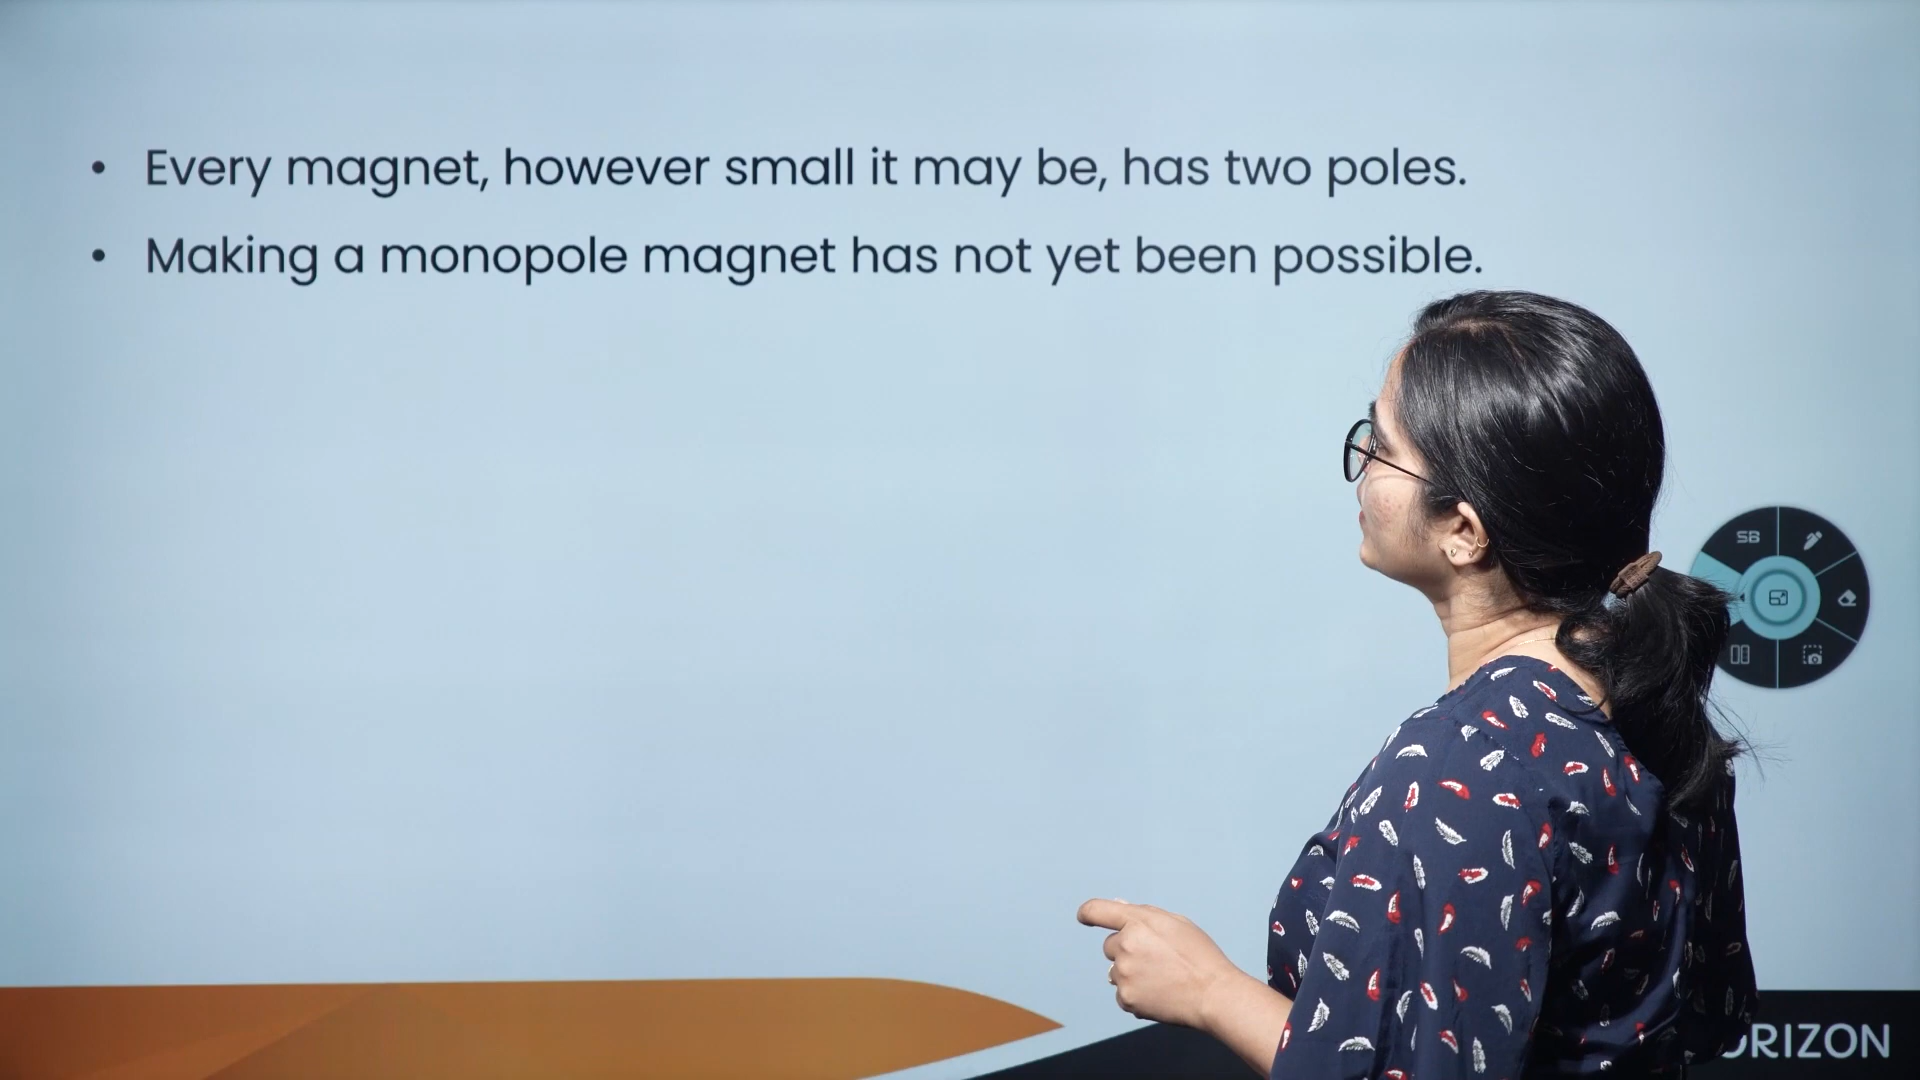 • Every magnet, however small it may be, has two poles.
• Making a monopole magnet has not yet been possible.
SB
ORIZON